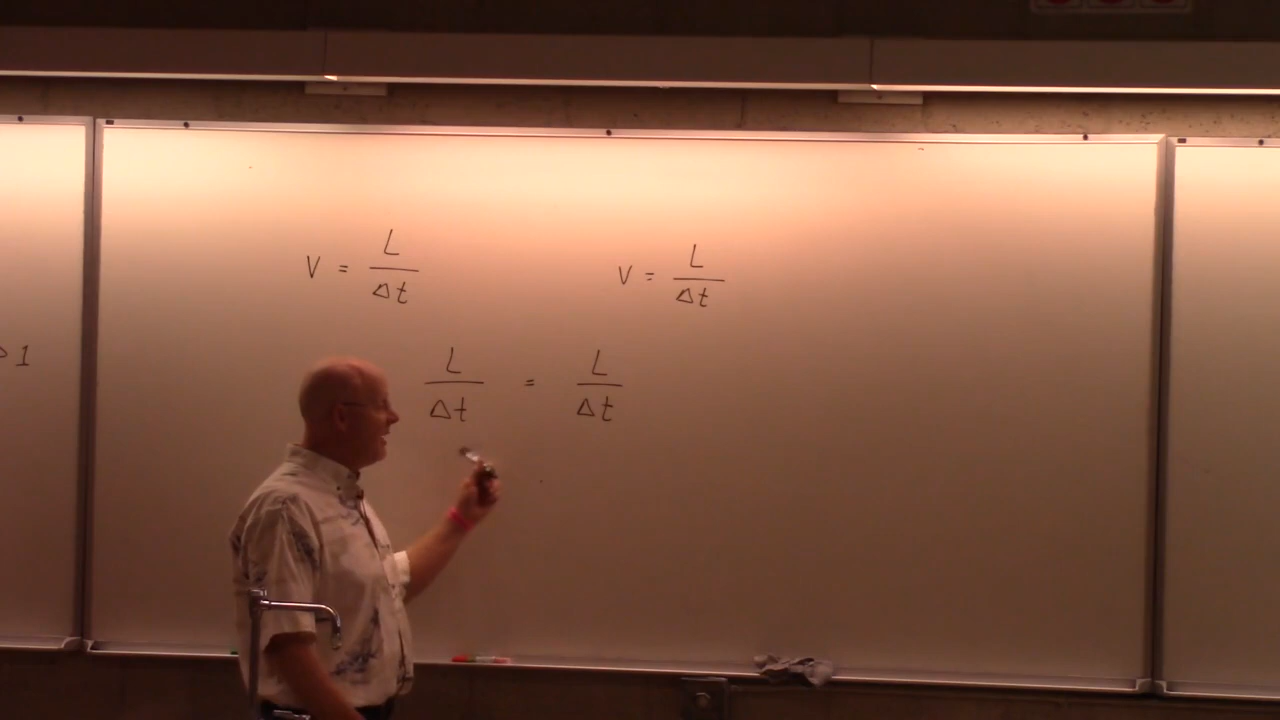 V = L/Δt    V = L/Δt
L/Δt = L/Δt
1